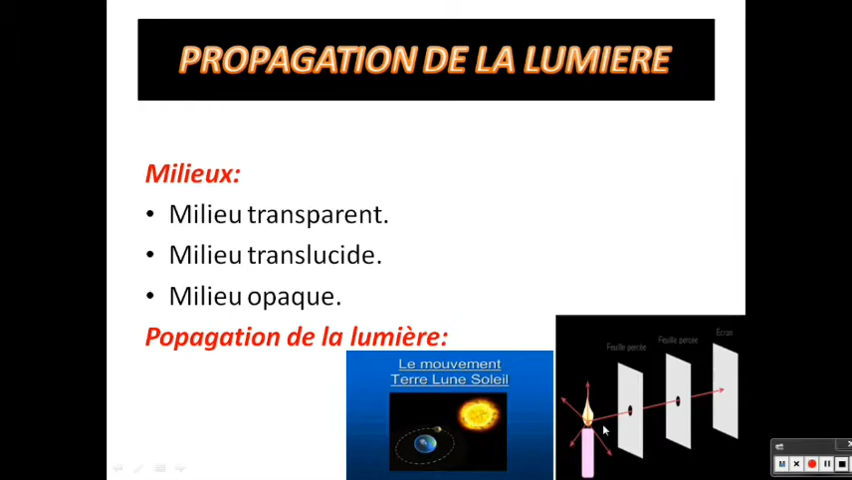 PROPAGATION DE LA LUMIERE
Milieux:
• Milieu transparent.
• Milieu translucide.
• Milieu opaque.
Popagation de la lumière:
Le mouvement
Terre Lune Soleil
Feuille percée
Feuille percée
Ecran
M